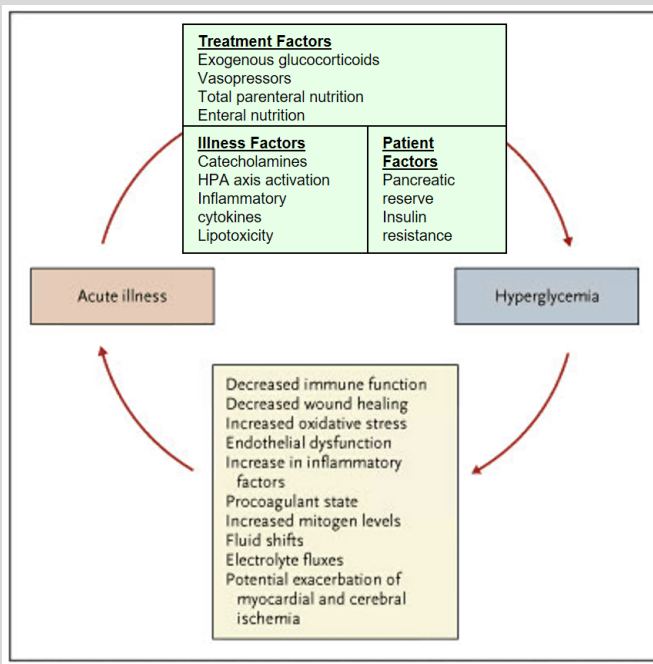 Treatment Factors
Exogenous glucocorticoids
Vasopressors
Total parenteral nutrition
Enteral nutrition
Illness Factors
Catecholamines
HPA axis activation
Inflammatory
cytokines
Lipotoxicity
Patient
Factors
Pancreatic
reserve
Insulin
resistance
Acute illness
Hyperglycemia
Decreased immune function
Decreased wound healing
Increased oxidative stress
Endothelial dysfunction
Increase in inflammatory
factors
Procoagulant state
Increased mitogen levels
Fluid shifts
Electrolyte fluxes
Potential exacerbation of
myocardial and cerebral
ischemia